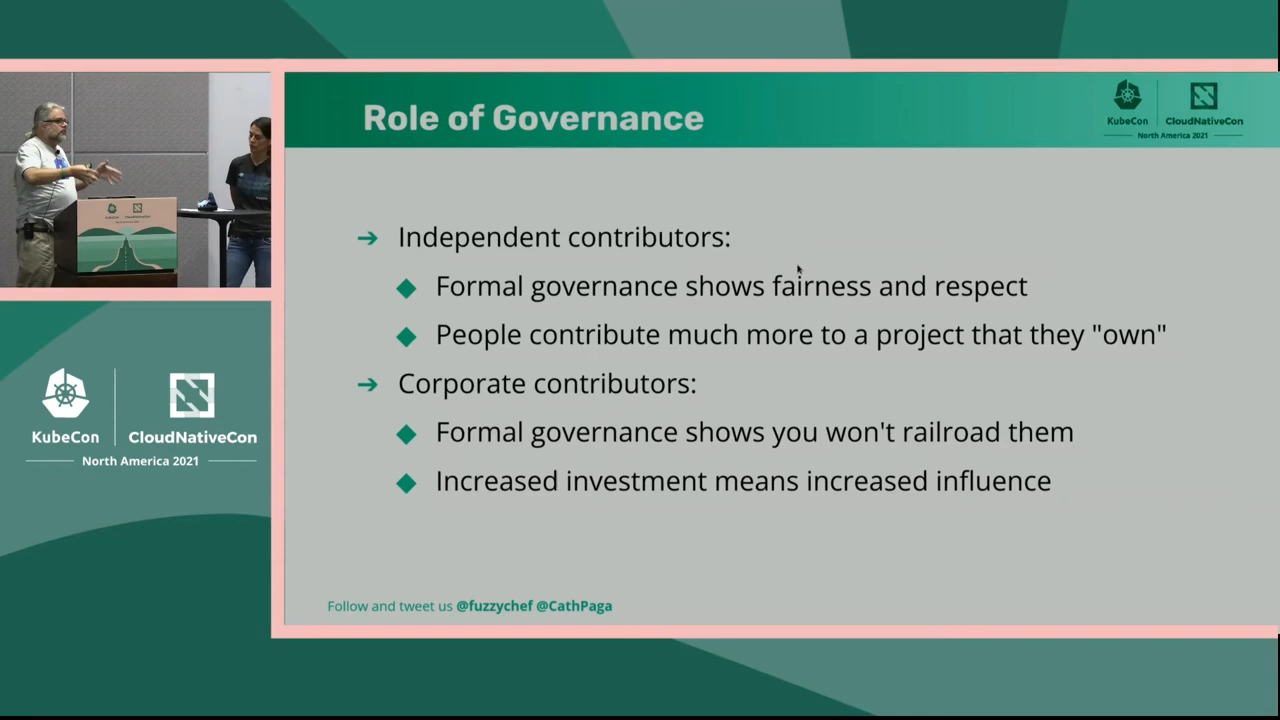 Role of Governance
KubeCon
CloudNativeCon
North America 2021
Independent contributors:
Formal governance shows fairness and respect
People contribute much more to a project that they "own"
Corporate contributors:
Formal governance shows you won't railroad them
Increased investment means increased influence
Follow and tweet us @fuzzychef @CathPaga
KubeCon
CloudNativeCon
North America 2021